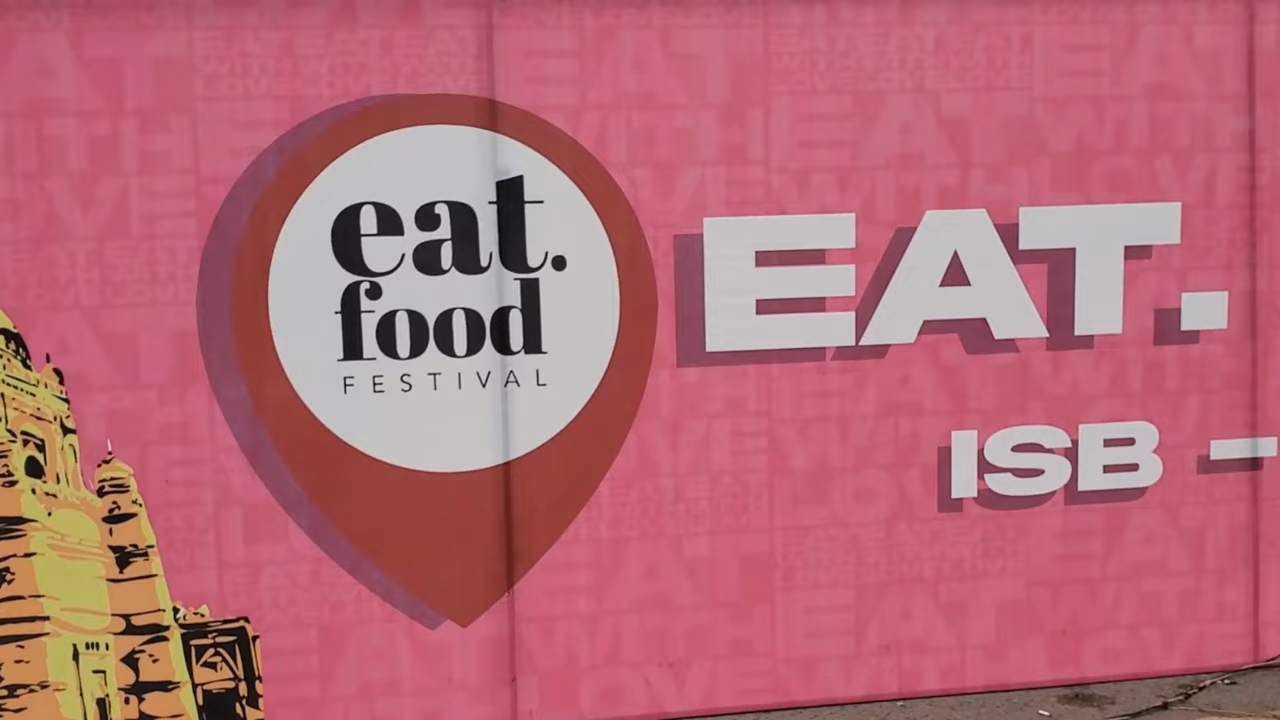 eat.
food
FESTIVAL
EAT.
ISB –